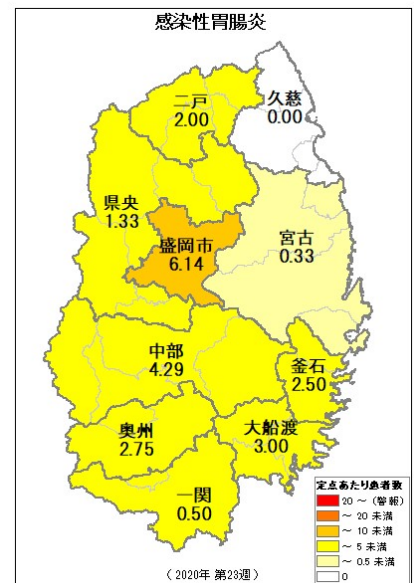 感染性胃腸炎
二戸
2.00
久慈
0.00
県央
1.33
盛岡市
6.14
宮古
0.33
中部
4.29
釜石
2.50
奥州
2.75
大船渡
3.00
一関
0.50
定点あたり患者数
20 ～ (警報)
～ 20 未満
～ 10 未満
～ 5 未満
～ 0.5 未満
0
(2020年 第23週)